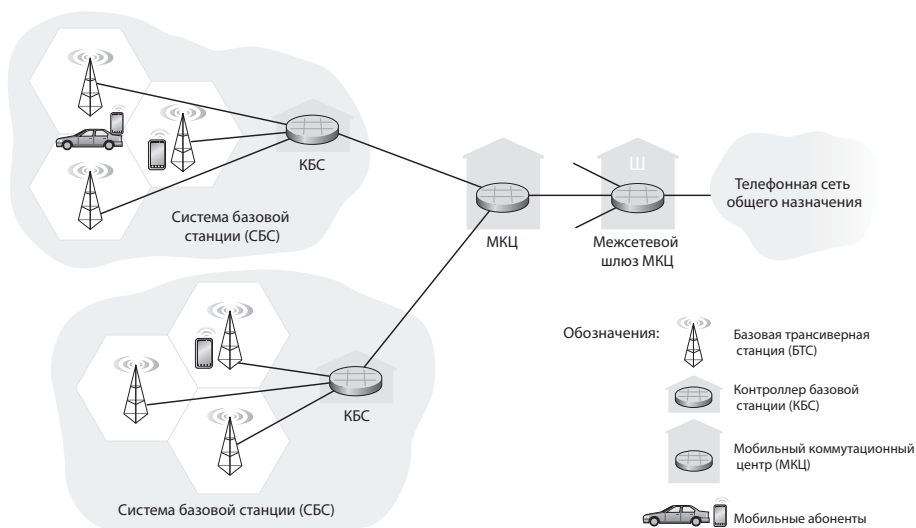 КБС
Система базовой
станции (СБС)
МКЦ
Ш
Межсетевой
шлюз МКЦ
Телефонная сеть
общего назначения
КБС
Система базовой станции (СБС)
Обозначения:
Базовая трансиверная
станция (БТС)
Контроллер базовой
станции (КБС)
Мобильный коммутационный
центр (МКЦ)
Мобильные абоненты